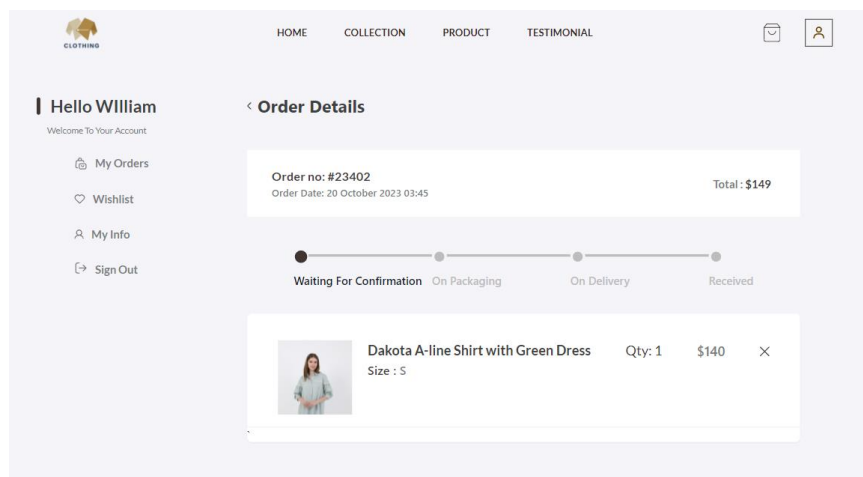 CLOTHING
HOME COLLECTION PRODUCT TESTIMONIAL
Hello WIlliam
Welcome To Your Account
My Orders
Wishlist
My Info
Sign Out
< Order Details
Order no: #23402
Order Date: 20 October 2023 03:45
Total : $149
Waiting For Confirmation On Packaging On Delivery Received
Dakota A-line Shirt with Green Dress Qty: 1 $140
Size : S
`